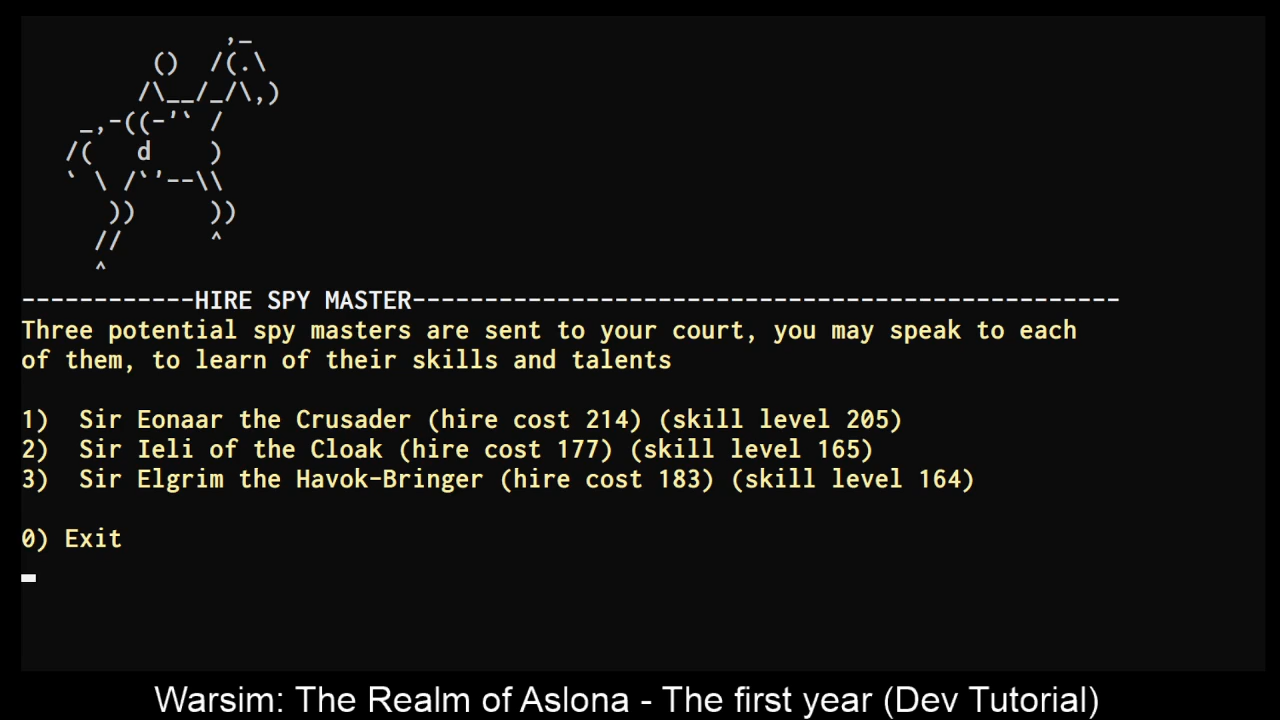 ------------HIRE SPY MASTER-------------------------------------------------
Three potential spy masters are sent to your court, you may speak to each
of them, to learn of their skills and talents
1)  Sir Eonaar the Crusader (hire cost 214) (skill level 205)
2)  Sir Ieli of the Cloak (hire cost 177) (skill level 165)
3)  Sir Elgrim the Havok-Bringer (hire cost 183) (skill level 164)
0) Exit
Warsim: The Realm of Aslona - The first year (Dev Tutorial)